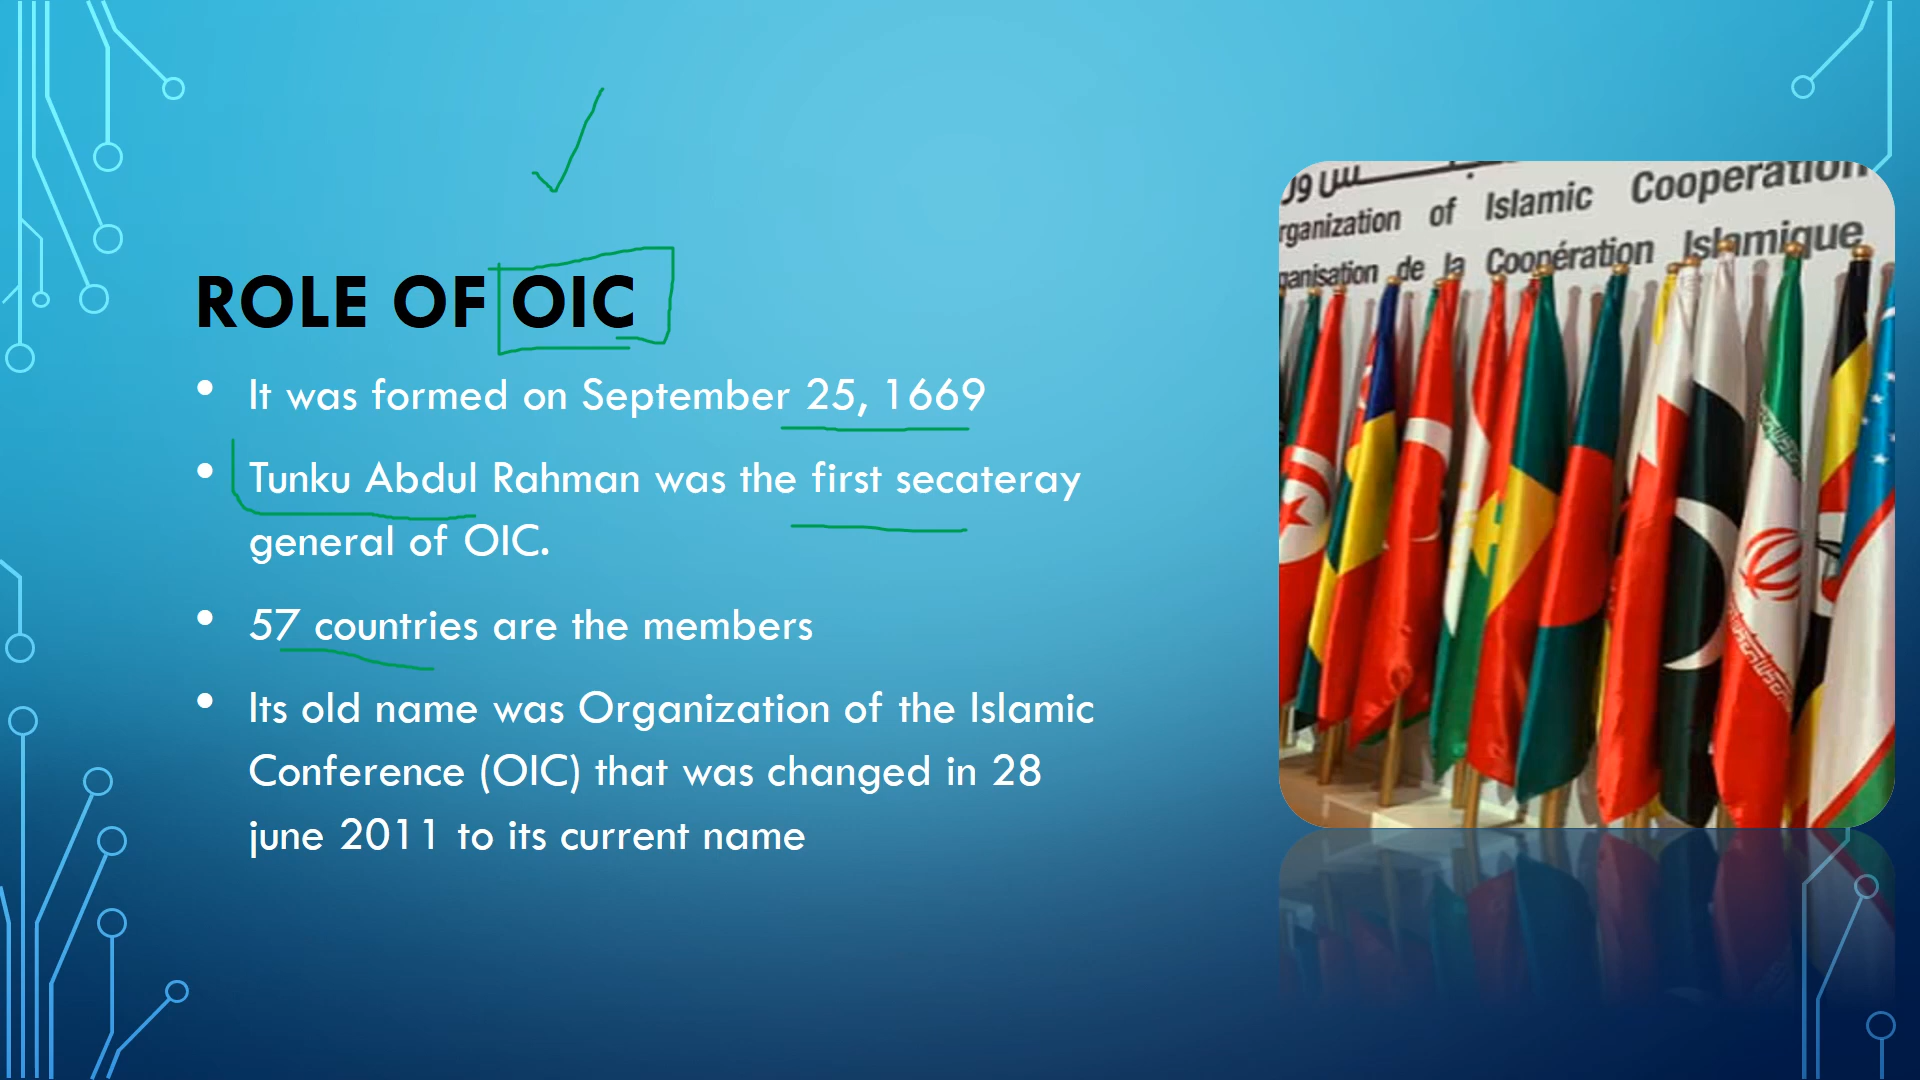 ROLE OF OIC
• It was formed on September 25, 1669
• Tunku Abdul Rahman was the first secateray
general of OIC.
• 57 countries are the members
• Its old name was Organization of the Islamic
Conference (OIC) that was changed in 28
june 2011 to its current name
rganization of Islamic Cooperation
ganisation de la Coopération Islamique